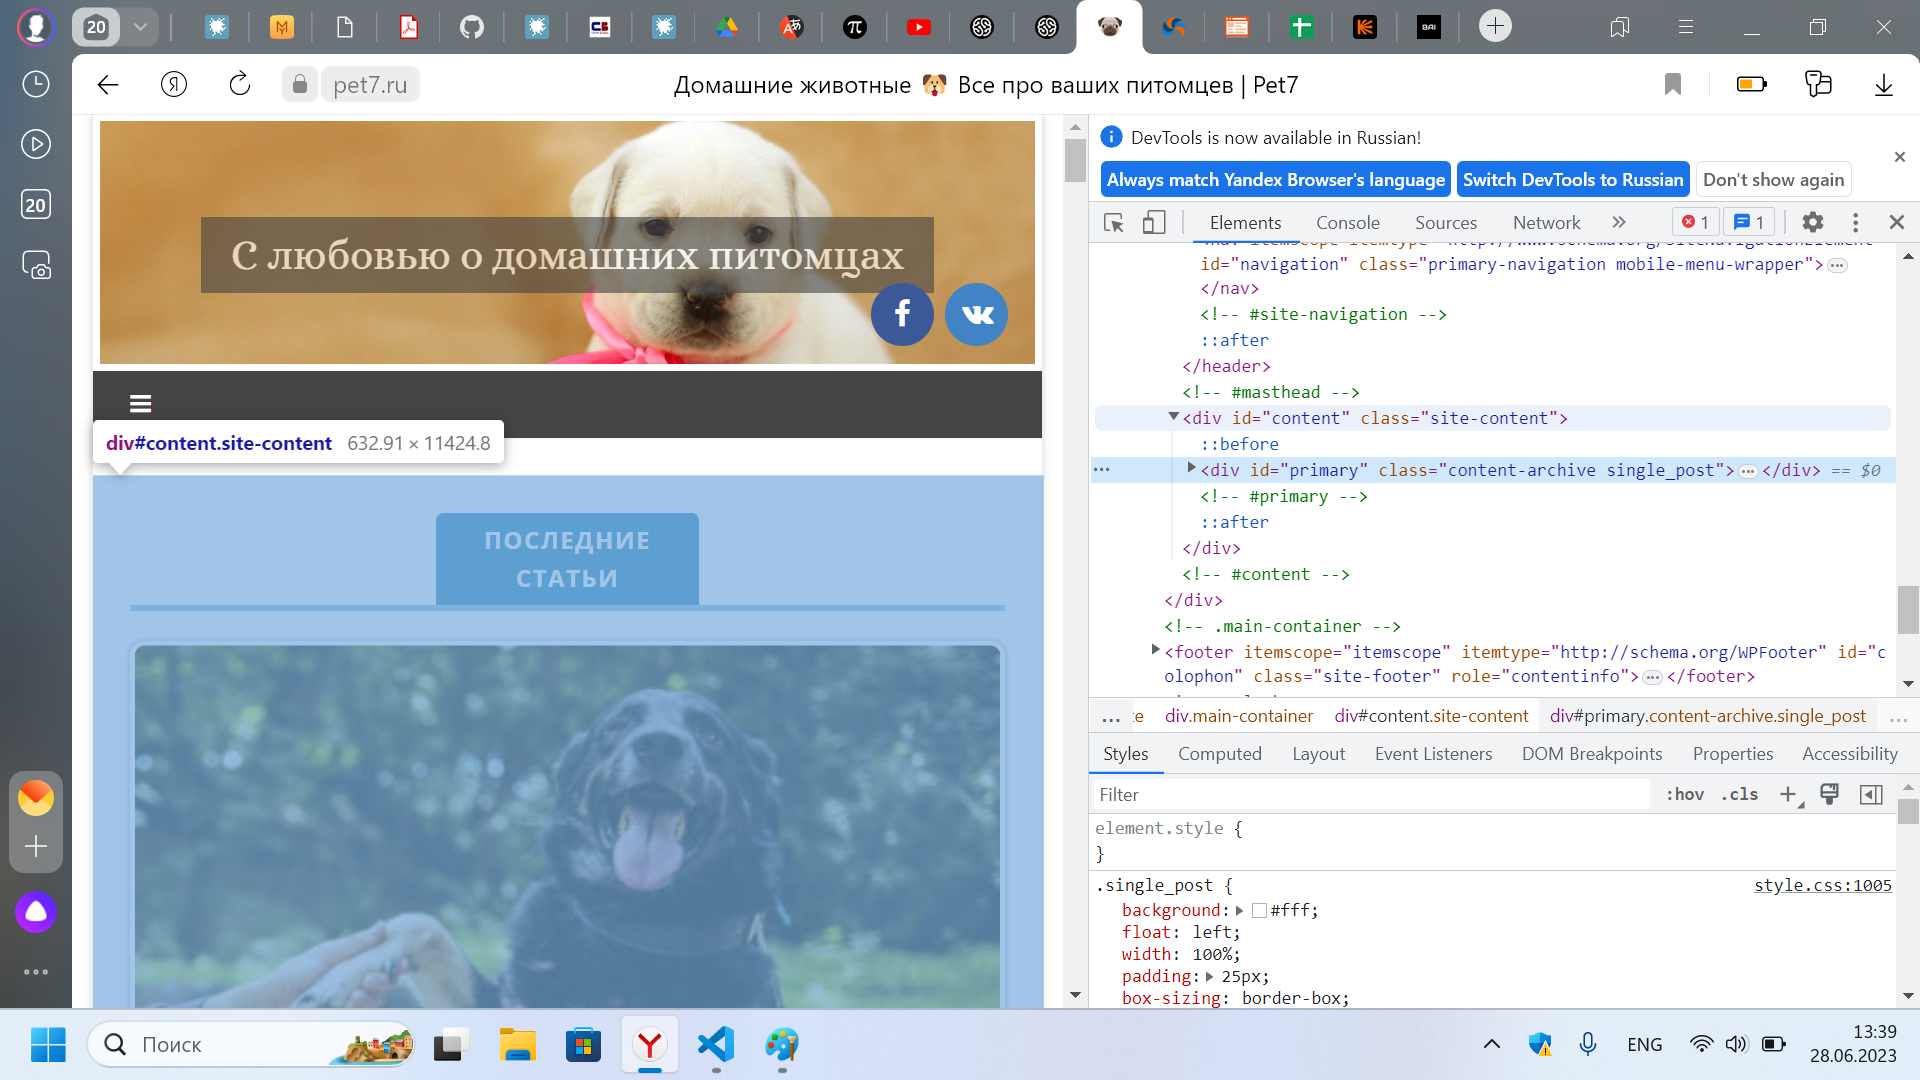 20
BAI
pet7.ru
Домашние животные 🐶 Все про ваших питомцев | Pet7
20
С любовью о домашних питомцах
div#content.site-content 632.91 × 11424.8
ПОСЛЕДНИЕ
СТАТЬИ
DevTools is now available in Russian!
Always match Yandex Browser's language
Switch DevTools to Russian
Don't show again
Elements Console Sources Network » 1 1
id="navigation" class="primary-navigation mobile-menu-wrapper">…
</nav>
<!-- #site-navigation -->
::after
</header>
<!-- #masthead -->
<div id="content" class="site-content">
::before
<div id="primary" class="content-archive single_post">…</div> == $0
<!-- #primary -->
::after
</div>
<!-- #content -->
</div>
<!-- .main-container -->
<footer itemscope="itemscope" itemtype="http://schema.org/WPFooter" id="c
olophon" class="site-footer" role="contentinfo">…</footer>
… te div.main-container div#content.site-content div#primary.content-archive.single_post …
Styles Computed Layout Event Listeners DOM Breakpoints Properties Accessibility
Filter :hov .cls
element.style {
}
.single_post { style.css:1005
background: #fff;
float: left;
width: 100%;
padding: 25px;
box-sizing: border-box;
Поиск
ENG
13:39
28.06.2023